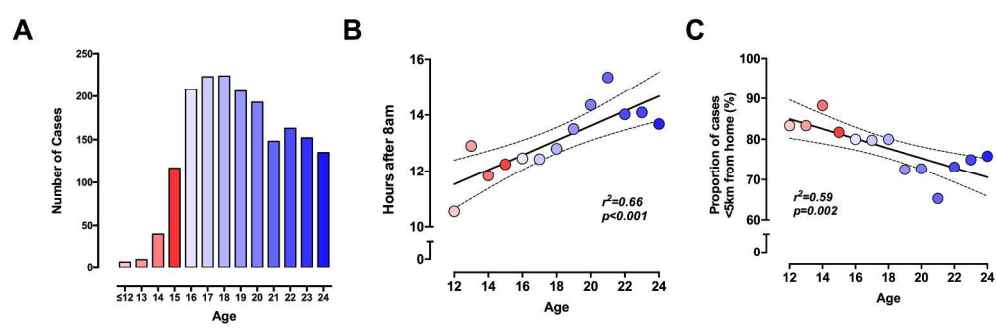 A
Number of Cases
250
200
150
100
50
0
≤12 13 14 15 16 17 18 19 20 21 22 23 24
Age
B
Hours after 8am
16
14
12
10
0
r²=0.66
p<0.001
12 14 16 18 20 22 24
Age
C
Proportion of cases
<5km from home (%)
100
90
80
70
60
0
r²=0.59
p=0.002
12 14 16 18 20 22 24
Age